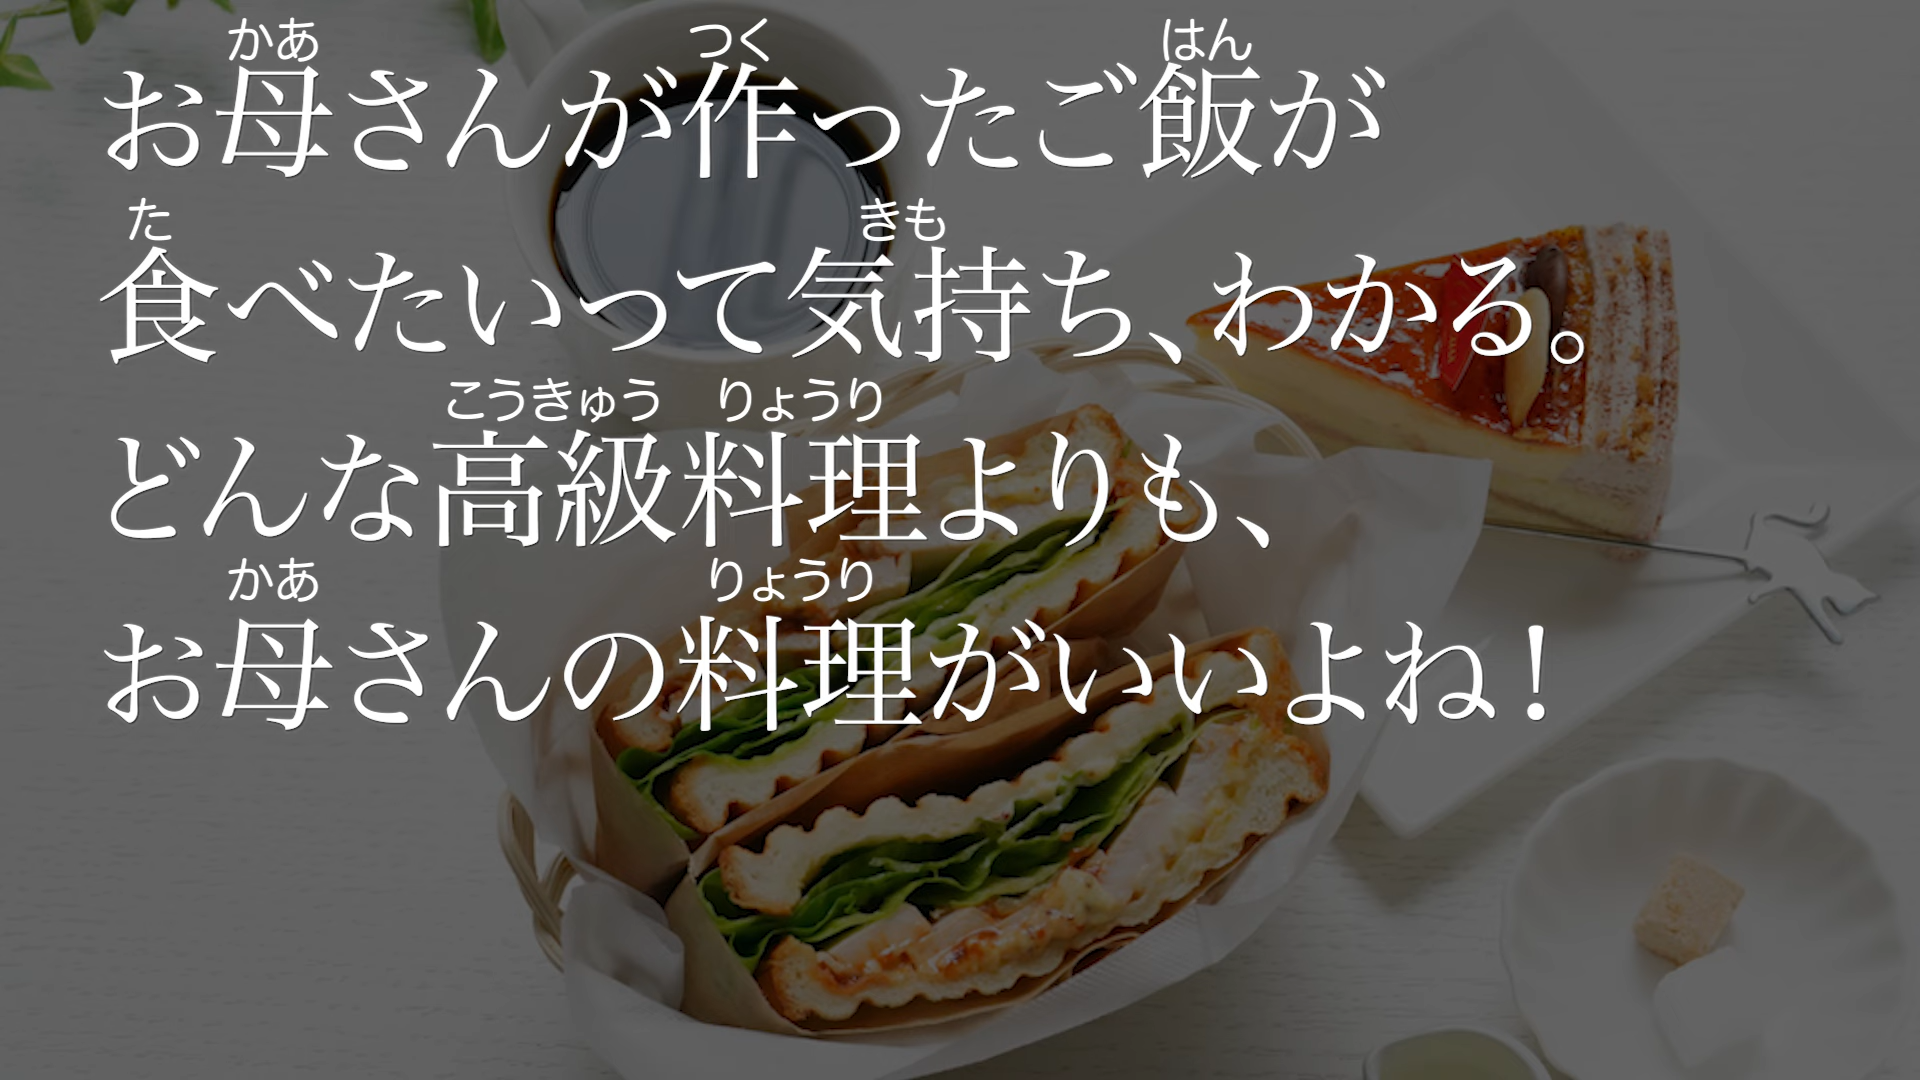 お母さんが作ったご飯が
食べたいって気持ち、わかる。
どんな高級料理よりも、
お母さんの料理がいいよね！